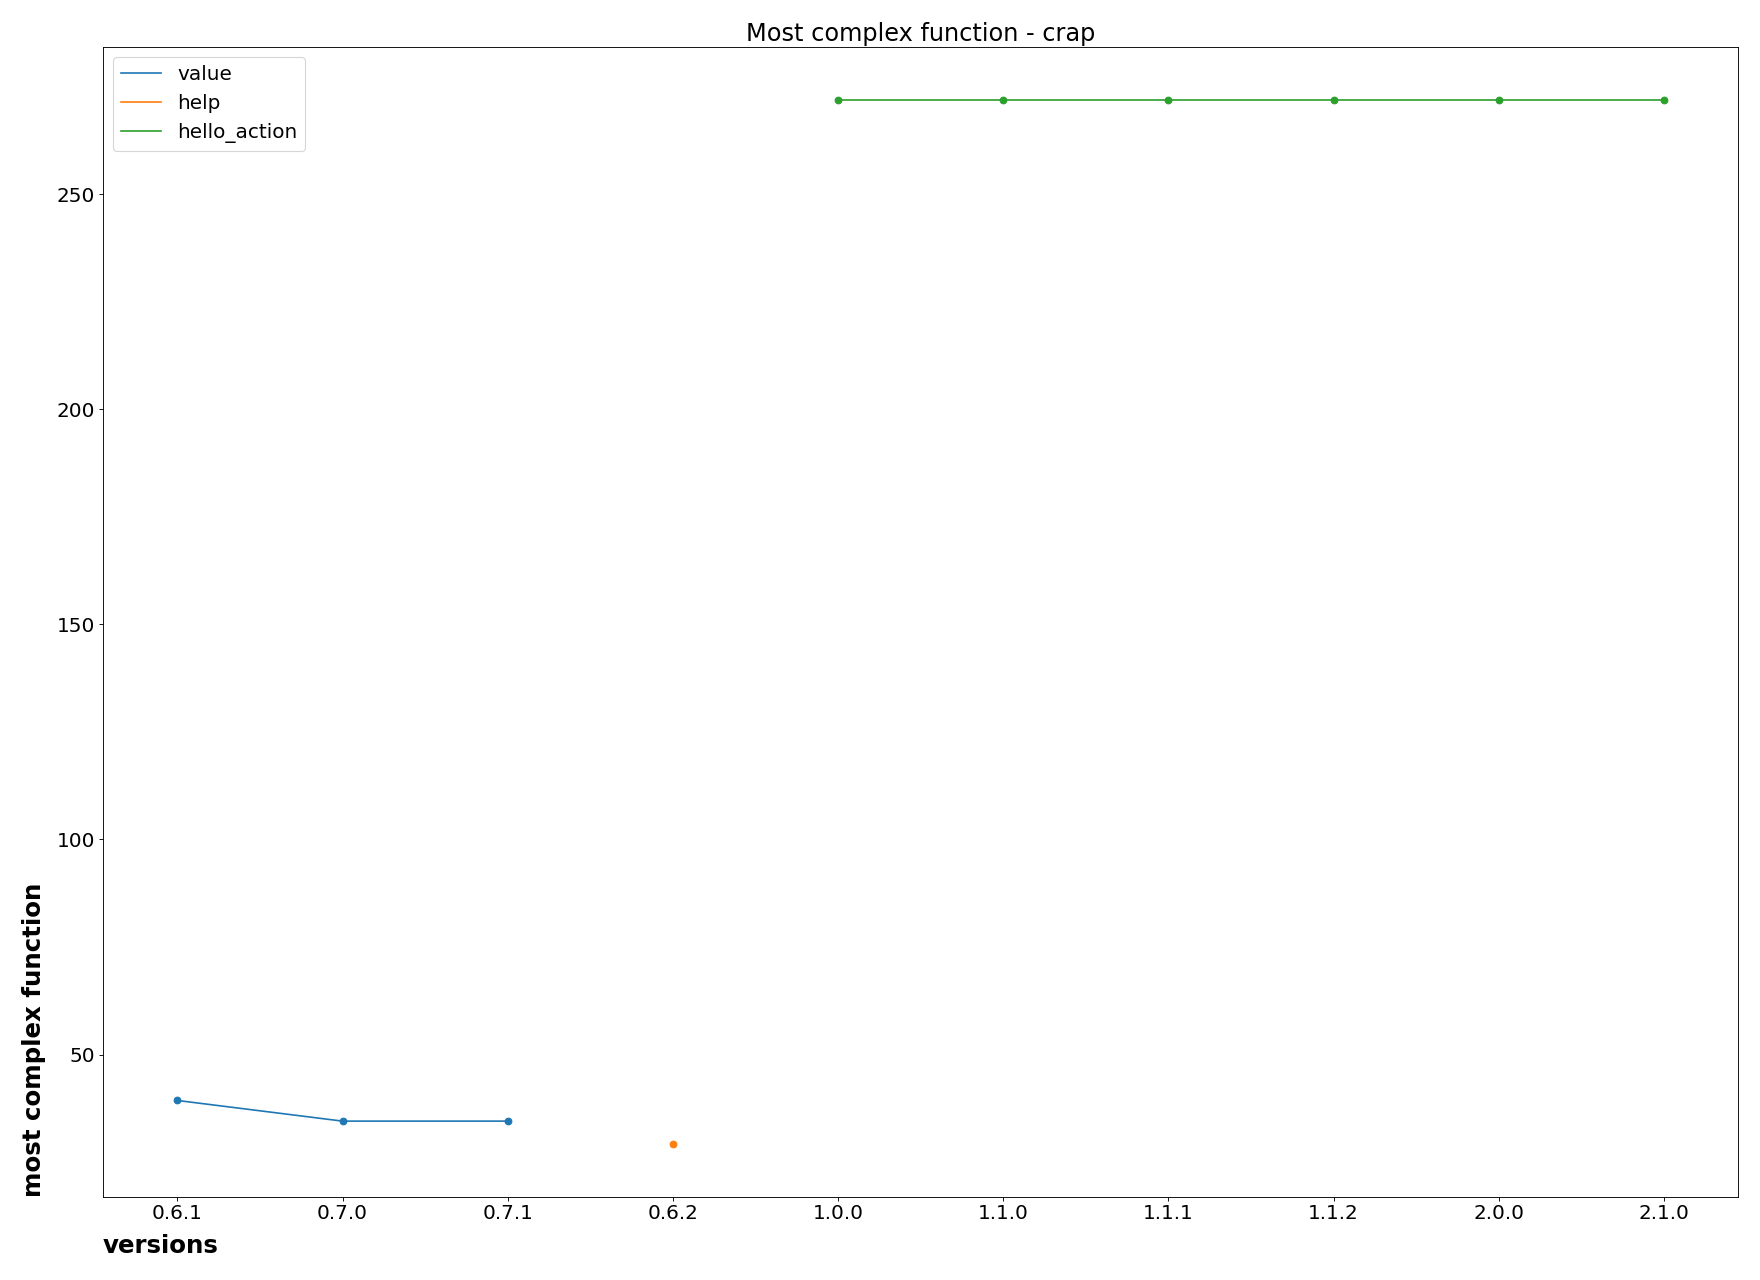 Most complex function - crap
value
help
hello_action
250
200
150
100
50
most complex function
0.6.1 0.7.0 0.7.1 0.6.2 1.0.0 1.1.0 1.1.1 1.1.2 2.0.0 2.1.0
versions